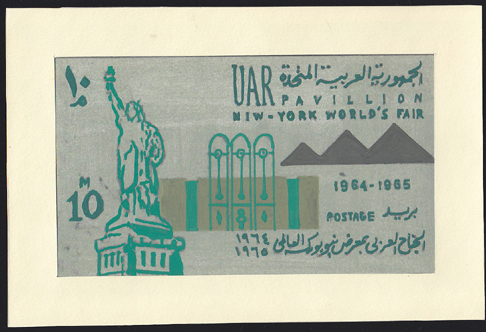 ١٠
م
UAR الجمهورية العربية المتحدة
PAVILLION
NIW-YORK WORLD'S FAIR
1964-1965
M
10
POSTAGE بريد
١٩٦٤ الجناح العربى بمعرض نيويورك العالمى
١٩٦٥